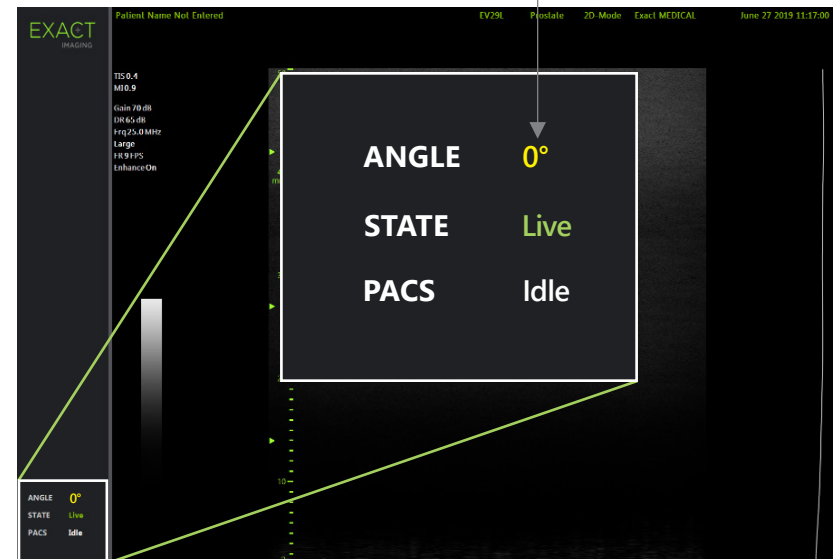 EXACT
IMAGING
Patient Name Not Entered
EV29L Prostate 2D-Mode Exact MEDICAL June 27 2019 11:17:00
TIS 0.4
MI 0.9
Gain 70 dB
DR 65 dB
Frq 25.0 MHz
Large
FR 9 FPS
Enhance On
ANGLE 0°
STATE Live
PACS Idle
10
ANGLE 0°
STATE Live
PACS Idle